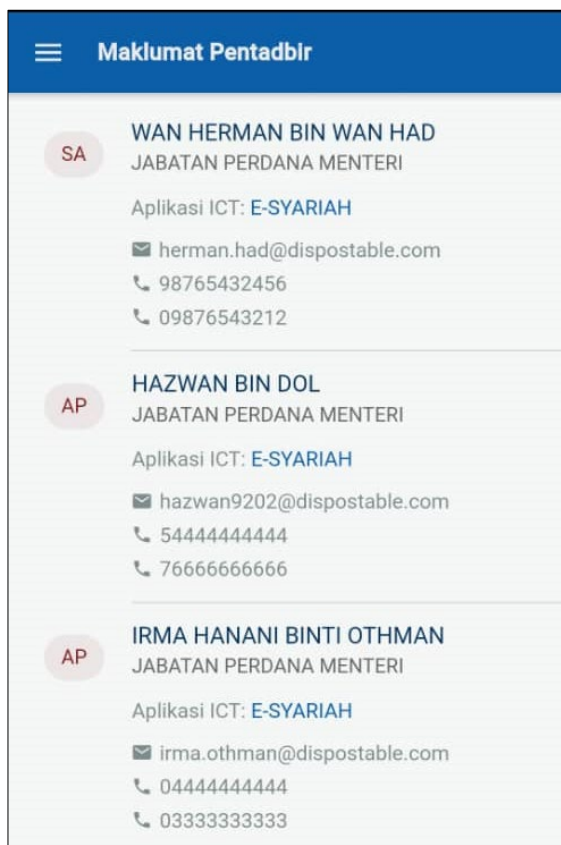 Maklumat Pentadbir
SA
WAN HERMAN BIN WAN HAD
JABATAN PERDANA MENTERI
Aplikasi ICT: E-SYARIAH
herman.had@dispostable.com
98765432456
09876543212
AP
HAZWAN BIN DOL
JABATAN PERDANA MENTERI
Aplikasi ICT: E-SYARIAH
hazwan9202@dispostable.com
54444444444
76666666666
AP
IRMA HANANI BINTI OTHMAN
JABATAN PERDANA MENTERI
Aplikasi ICT: E-SYARIAH
irma.othman@dispostable.com
04444444444
03333333333